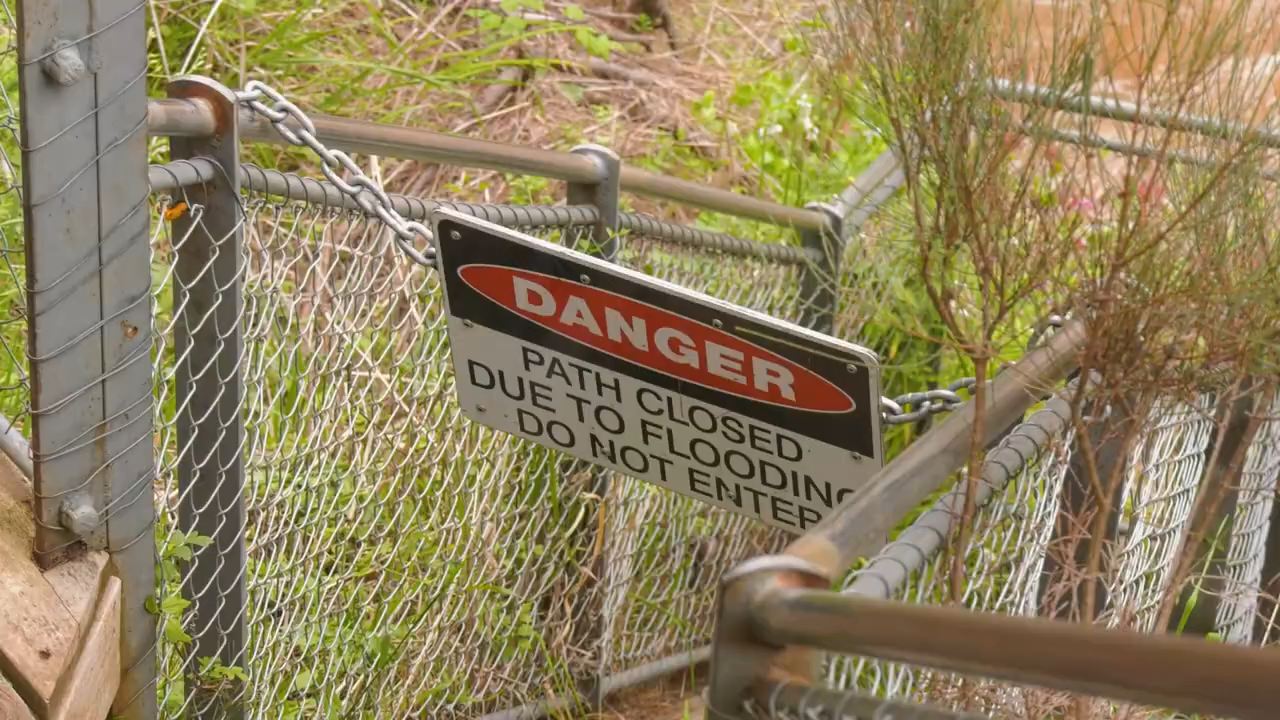 DANGER
PATH CLOSED
DUE TO FLOODING
DO NOT ENTER